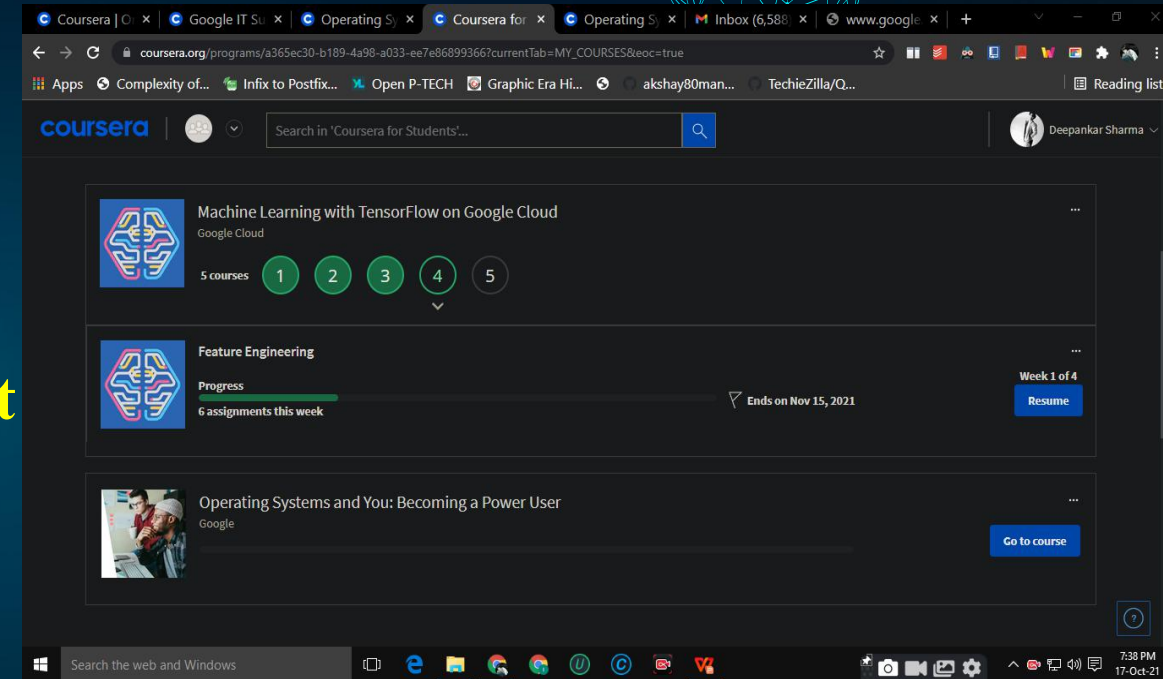 Coursera | O
Google IT Su
Operating Sy
Coursera for
Operating Sy
Inbox (6,588
www.google
coursera.org/programs/a365ec30-b189-4a98-a033-ee7e86899366?currentTab=MY_COURSES&eoc=true
Apps
Complexity of...
Infix to Postfix...
Open P-TECH
Graphic Era Hi...
akshay80man...
TechieZilla/Q...
Reading list
coursera
Search in 'Coursera for Students'...
Deepankar Sharma
Machine Learning with TensorFlow on Google Cloud
Google Cloud
5 courses 1 2 3 4 5
Feature Engineering
Week 1 of 4
Progress
Ends on Nov 15, 2021
Resume
6 assignments this week
t
Operating Systems and You: Becoming a Power User
Google
Go to course
Search the web and Windows
7:38 PM
17-Oct-21